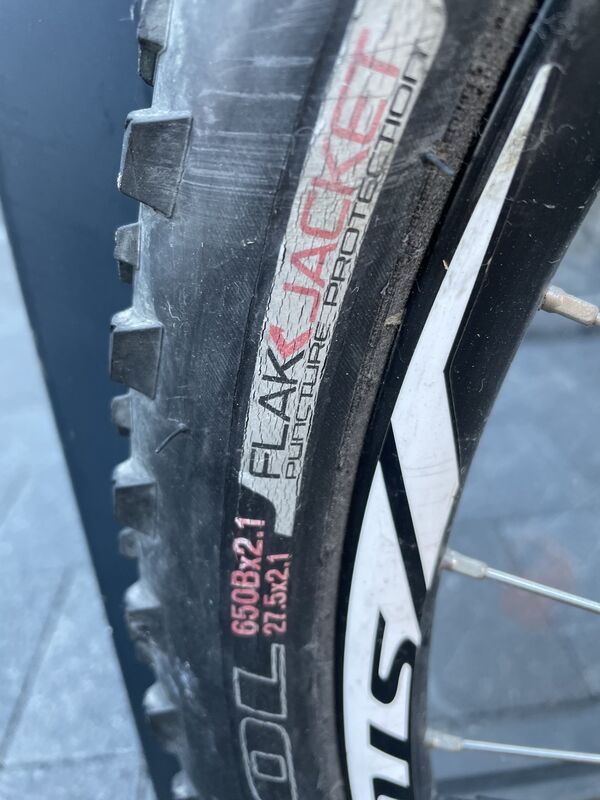 FLAK JACKET
PUNCTURE PROTECTION
650Bx2.1
27.5x2.1